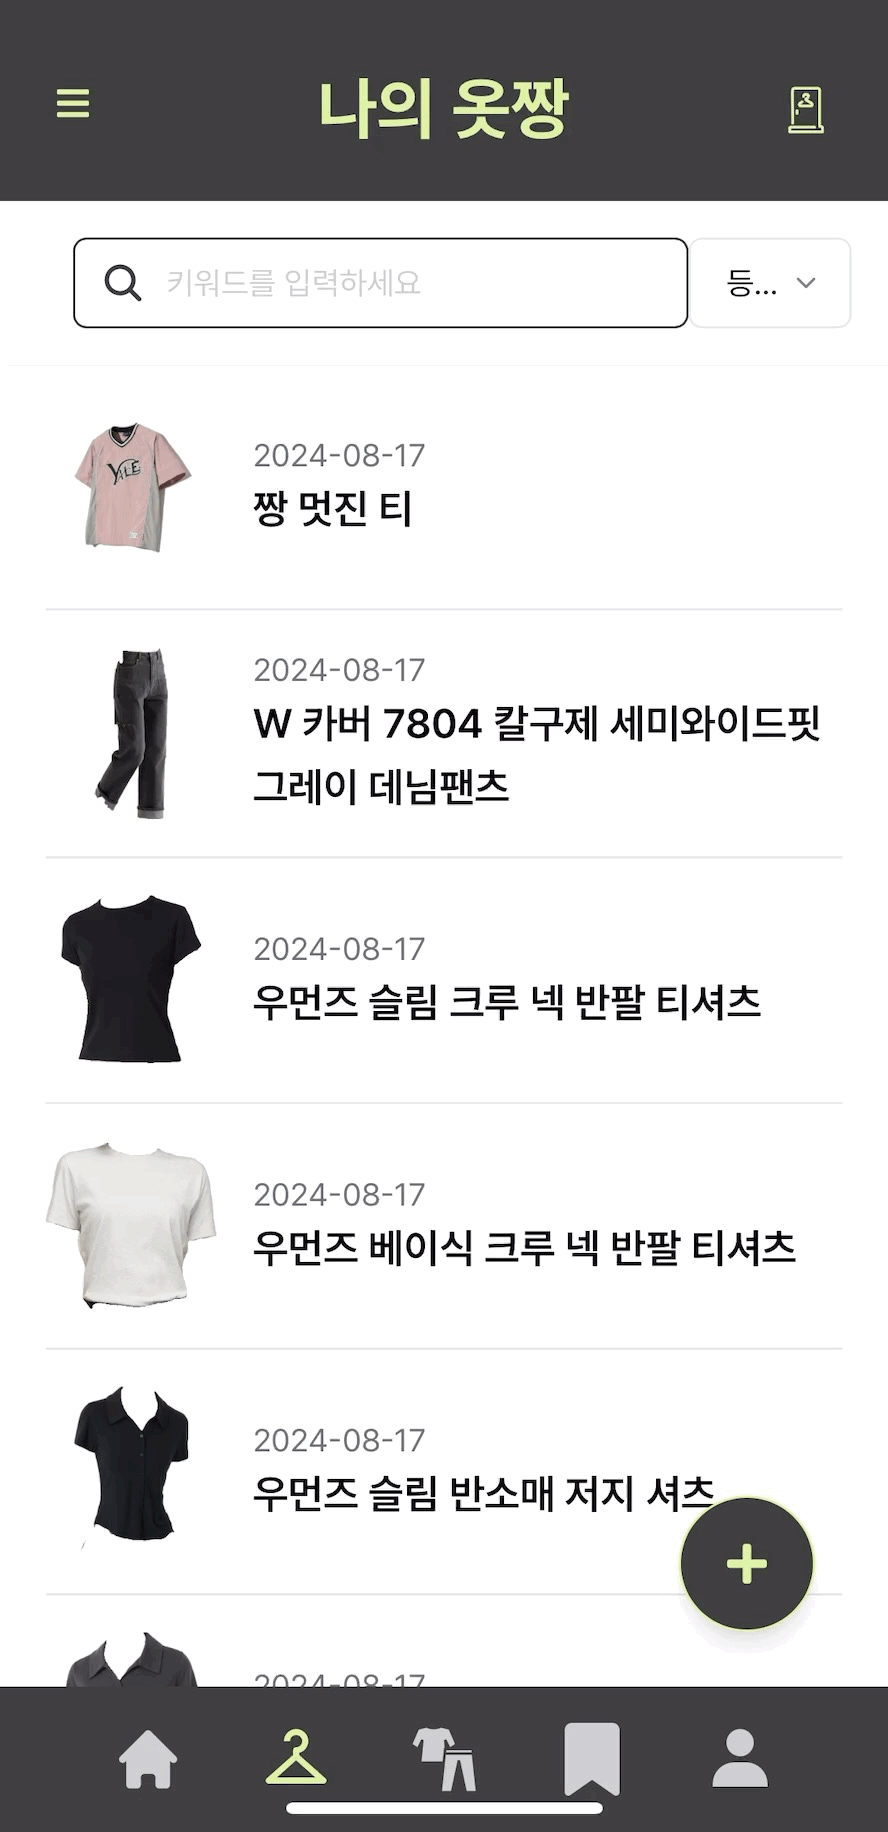 나의 옷짱
키워드를 입력하세요
등...
YALE
2024-08-17
짱 멋진 티
2024-08-17
W 카버 7804 칼구제 세미와이드핏
그레이 데님팬츠
2024-08-17
우먼즈 슬림 크루 넥 반팔 티셔츠
2024-08-17
우먼즈 베이식 크루 넥 반팔 티셔츠
2024-08-17
우먼즈 슬림 반소매 저지 셔츠
2024-08-17